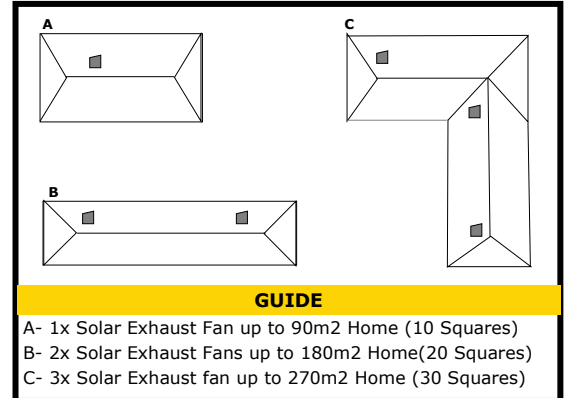 A
C
B
GUIDE
A- 1x Solar Exhaust Fan up to 90m2 Home (10 Squares)
B- 2x Solar Exhaust Fans up to 180m2 Home(20 Squares)
C- 3x Solar Exhaust fan up to 270m2 Home (30 Squares)